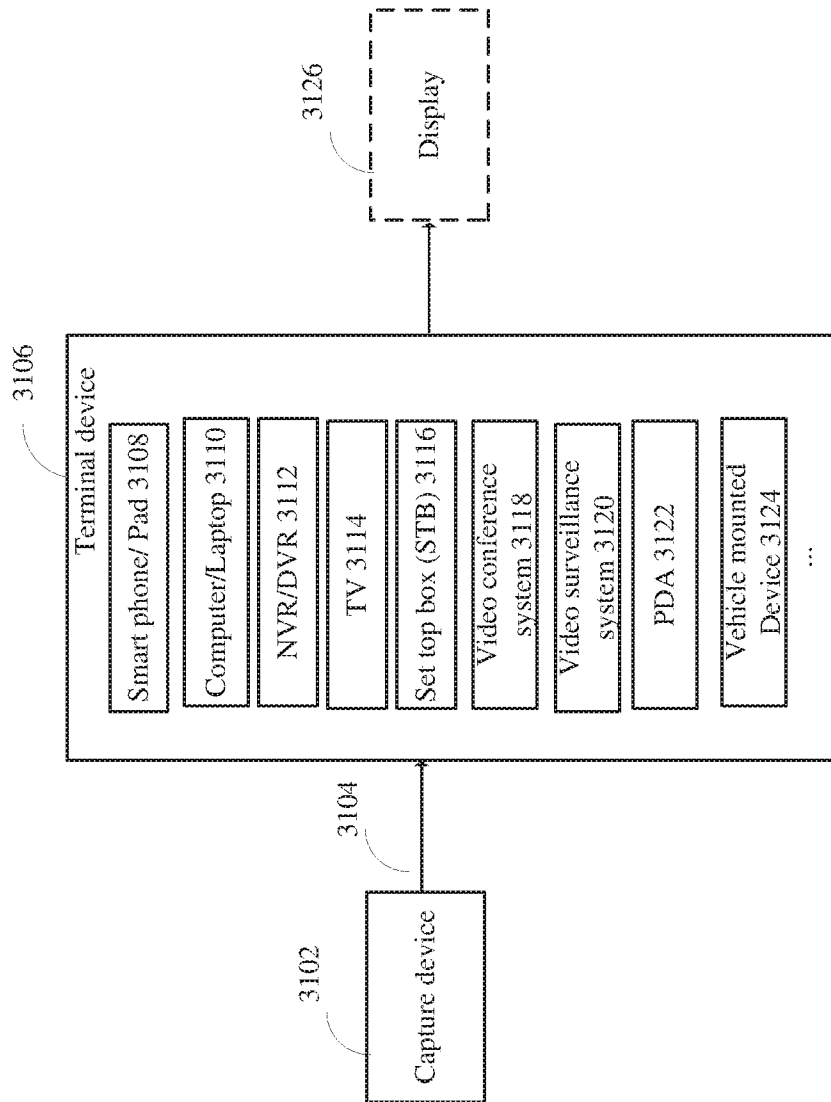 3102
Capture device
3104
3106
Terminal device
Smart phone/ Pad 3108
Computer/Laptop 3110
NVR/DVR 3112
TV 3114
Set top box (STB) 3116
Video conference
system 3118
Video surveillance
system 3120
PDA 3122
Vehicle mounted
Device 3124
...
3126
Display